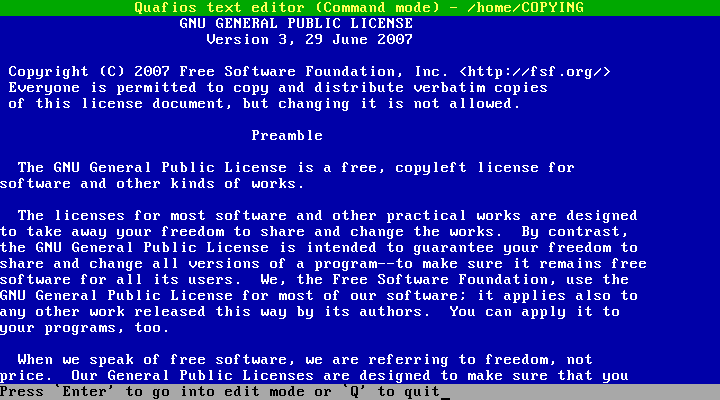 Quafios text editor (Command mode) - /home/COPYING
GNU GENERAL PUBLIC LICENSE
Version 3, 29 June 2007
Copyright (C) 2007 Free Software Foundation, Inc. <http://fsf.org/>
Everyone is permitted to copy and distribute verbatim copies
of this license document, but changing it is not allowed.
Preamble
The GNU General Public License is a free, copyleft license for
software and other kinds of works.
The licenses for most software and other practical works are designed
to take away your freedom to share and change the works.  By contrast,
the GNU General Public License is intended to guarantee your freedom to
share and change all versions of a program--to make sure it remains free
software for all its users.  We, the Free Software Foundation, use the
GNU General Public License for most of our software; it applies also to
any other work released this way by its authors.  You can apply it to
your programs, too.
When we speak of free software, we are referring to freedom, not
price.  Our General Public Licenses are designed to make sure that you
Press `Enter' to go into edit mode or `Q' to quit_